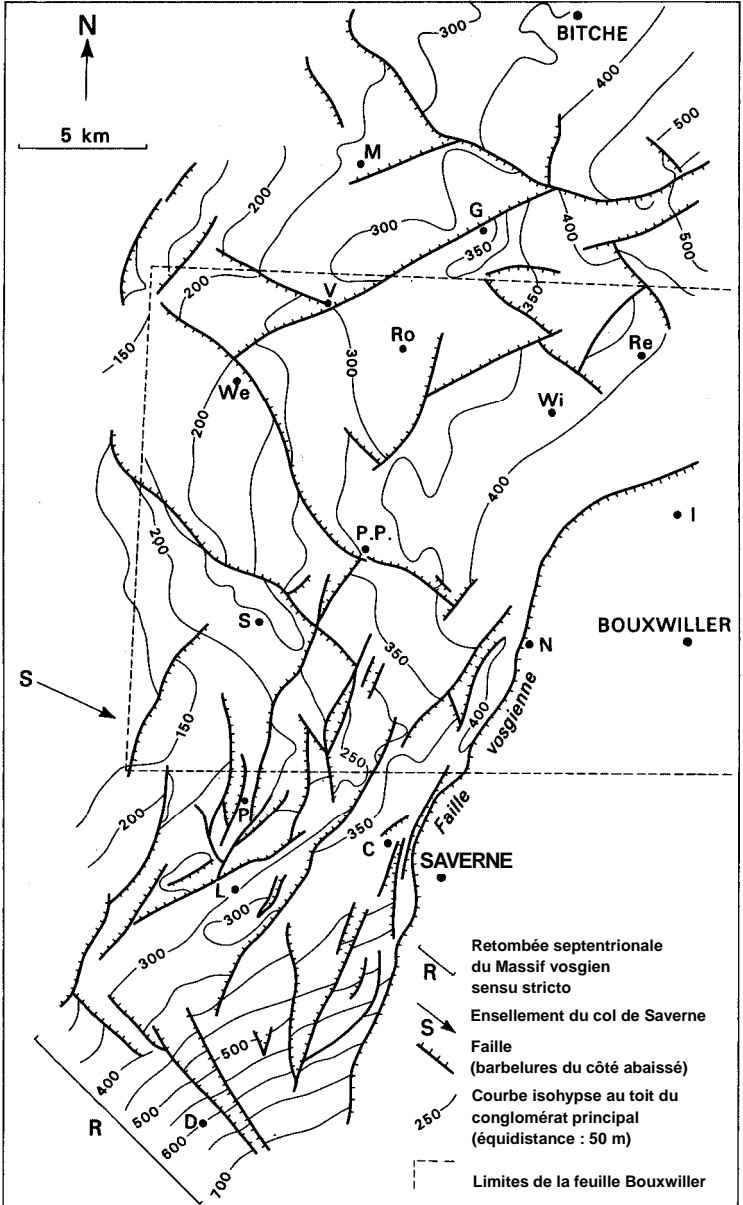 N
300
BITCHE
400
5 km
500
M
200
G
300
350
400
500
200
V
350
150
300
Ro
Re
We
Wi
200
400
I
200
P.P.
S
BOUXWILLER
N
350
S
400
vosgienne
150
250
Faille
200
P
350
C
SAVERNE
L
300
300
500
400
500
D
600
R
700
R
Retombée septentrionale
du Massif vosgien
sensu stricto
S
Ensellement du col de Saverne
Faille
(barbelures du côté abaissé)
250
Courbe isohypse au toit du
conglomérat principal
(équidistance : 50 m)
Limites de la feuille Bouxwiller